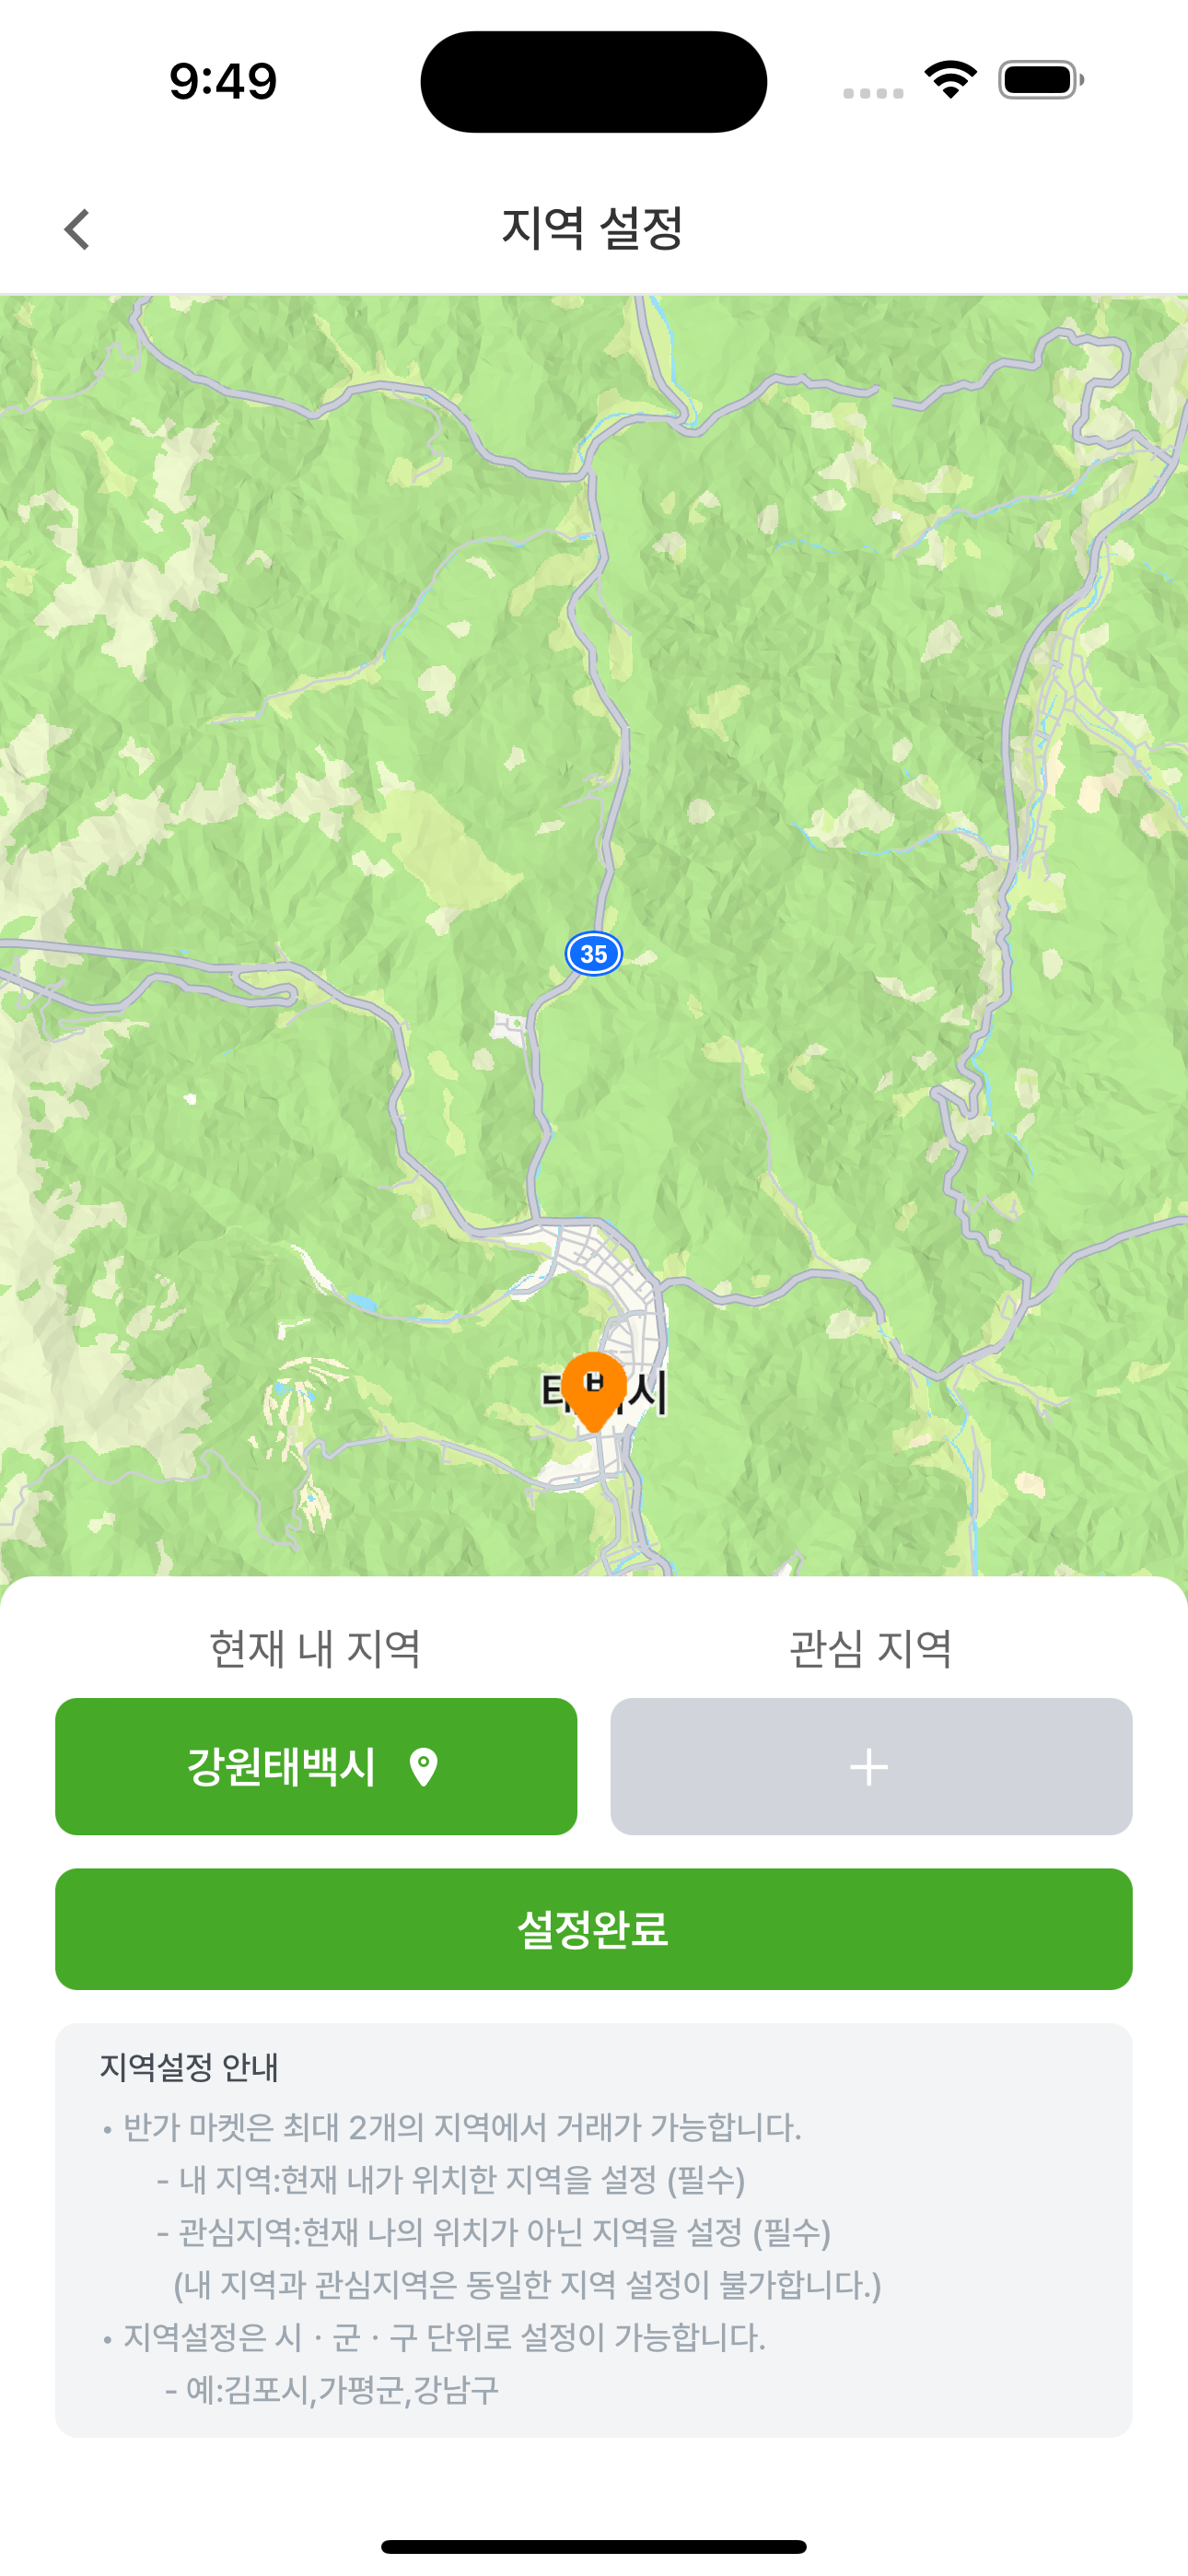 9:49
지역 설정
35
시
현재 내 지역
관심 지역
강원태백시
+
설정완료
지역설정 안내
• 반가 마켓은 최대 2개의 지역에서 거래가 가능합니다.
- 내 지역:현재 내가 위치한 지역을 설정 (필수)
- 관심지역:현재 나의 위치가 아닌 지역을 설정 (필수)
(내 지역과 관심지역은 동일한 지역 설정이 불가합니다.)
• 지역설정은 시 · 군 · 구 단위로 설정이 가능합니다.
- 예:김포시,가평군,강남구